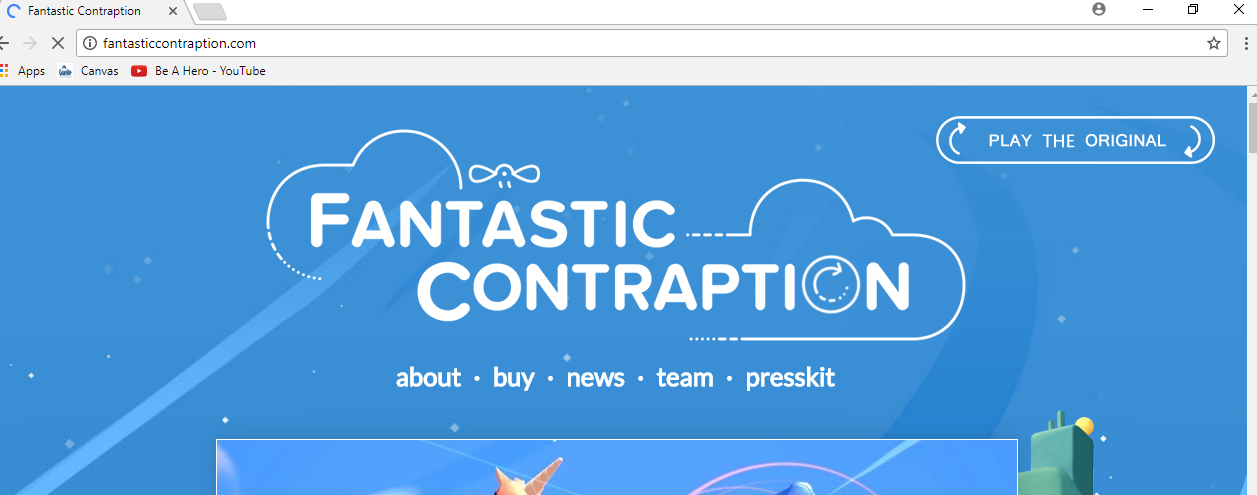 Fantastic Contraption
fantasticcontraption.com
Apps Canvas Be A Hero - YouTube
PLAY THE ORIGINAL
FANTASTIC
CONTRAPTION
about · buy · news · team · presskit